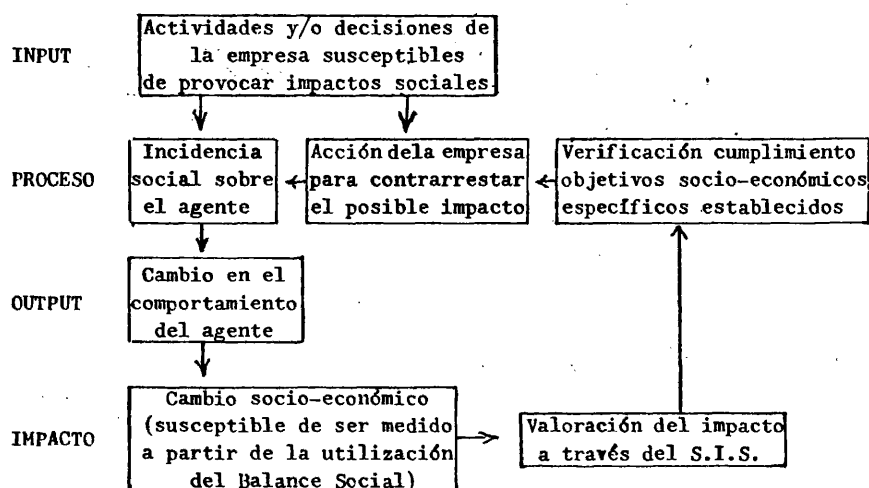 INPUT
Actividades y/o decisiones de
la empresa susceptibles
de provocar impactos sociales
PROCESO
Incidencia
social sobre
el agente
Acción dela empresa
para contrarrestar
el posible impacto
Verificación cumplimiento
objetivos socio-económicos
específicos establecidos
OUTPUT
Cambio en el
comportamiento
del agente
IMPACTO
Cambio socio-económico
(susceptible de ser medido
a partir de la utilización
del Balance Social)
Valoración del impacto
a través del S.I.S.